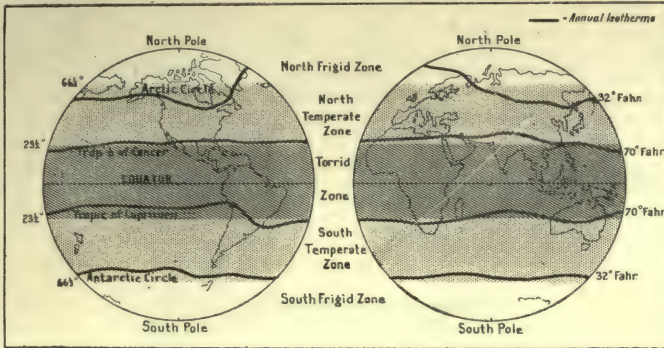 - Annual Isotherms
North Pole
North Pole
North Frigid Zone
66½°
Arctic Circle
32° Fahr.
North
Temperate
Zone
23½°
Tropic of Cancer
70° Fahr.
Torrid
EQUATOR
Zone
23½°
Tropic of Capricorn
70° Fahr.
South
Temperate
Zone
66½°
Antarctic Circle
32° Fahr.
South Frigid Zone
South Pole
South Pole